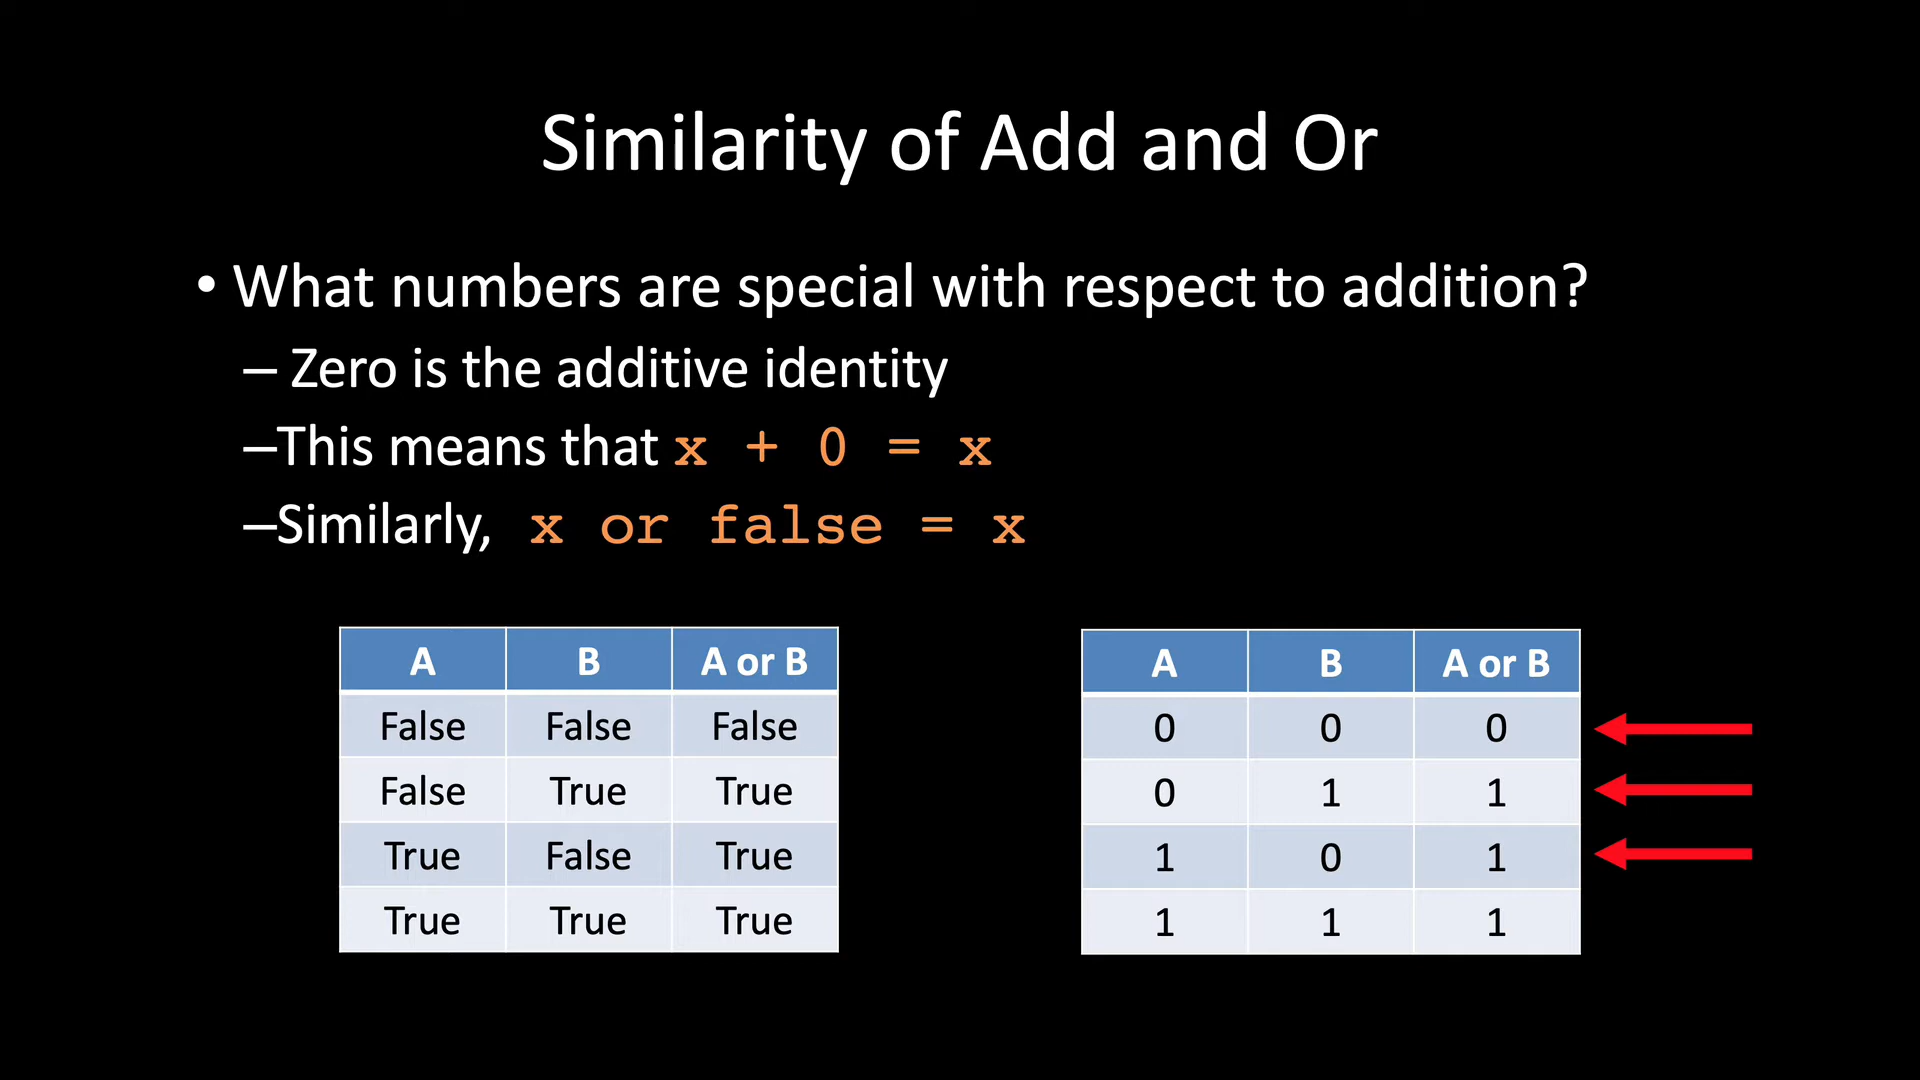 Similarity of Add and Or
• What numbers are special with respect to addition?
– Zero is the additive identity
–This means that x + 0 = x
–Similarly, x or false = x
A B A or B
False False False
False True True
True False True
True True True
A B A or B
0 0 0
0 1 1
1 0 1
1 1 1